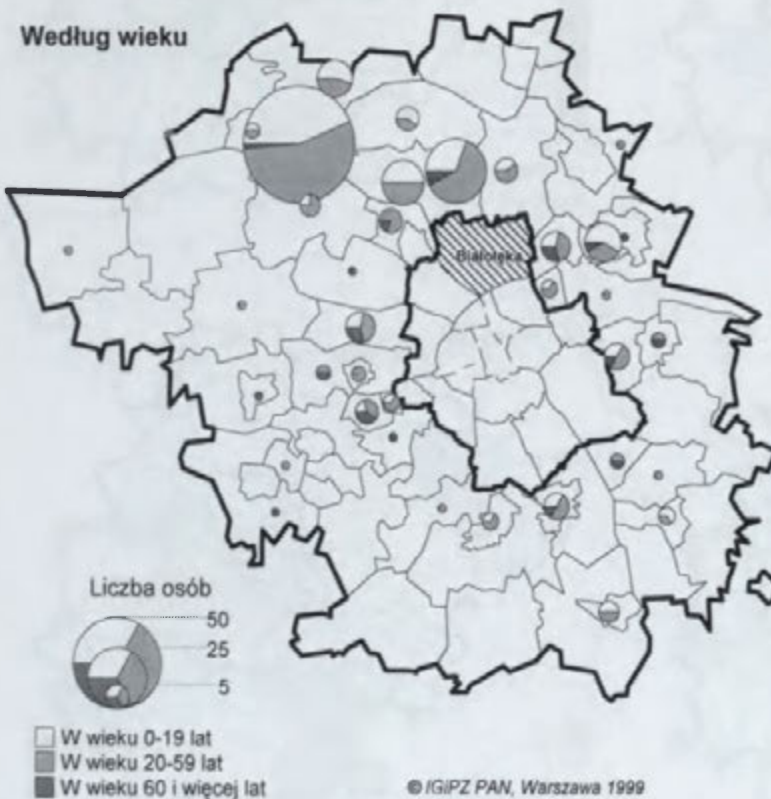 Według wieku
Białołęka
Liczba osób
50
25
5
W wieku 0-19 lat
W wieku 20-59 lat
W wieku 60 i więcej lat
© IGiPZ PAN, Warszawa 1999